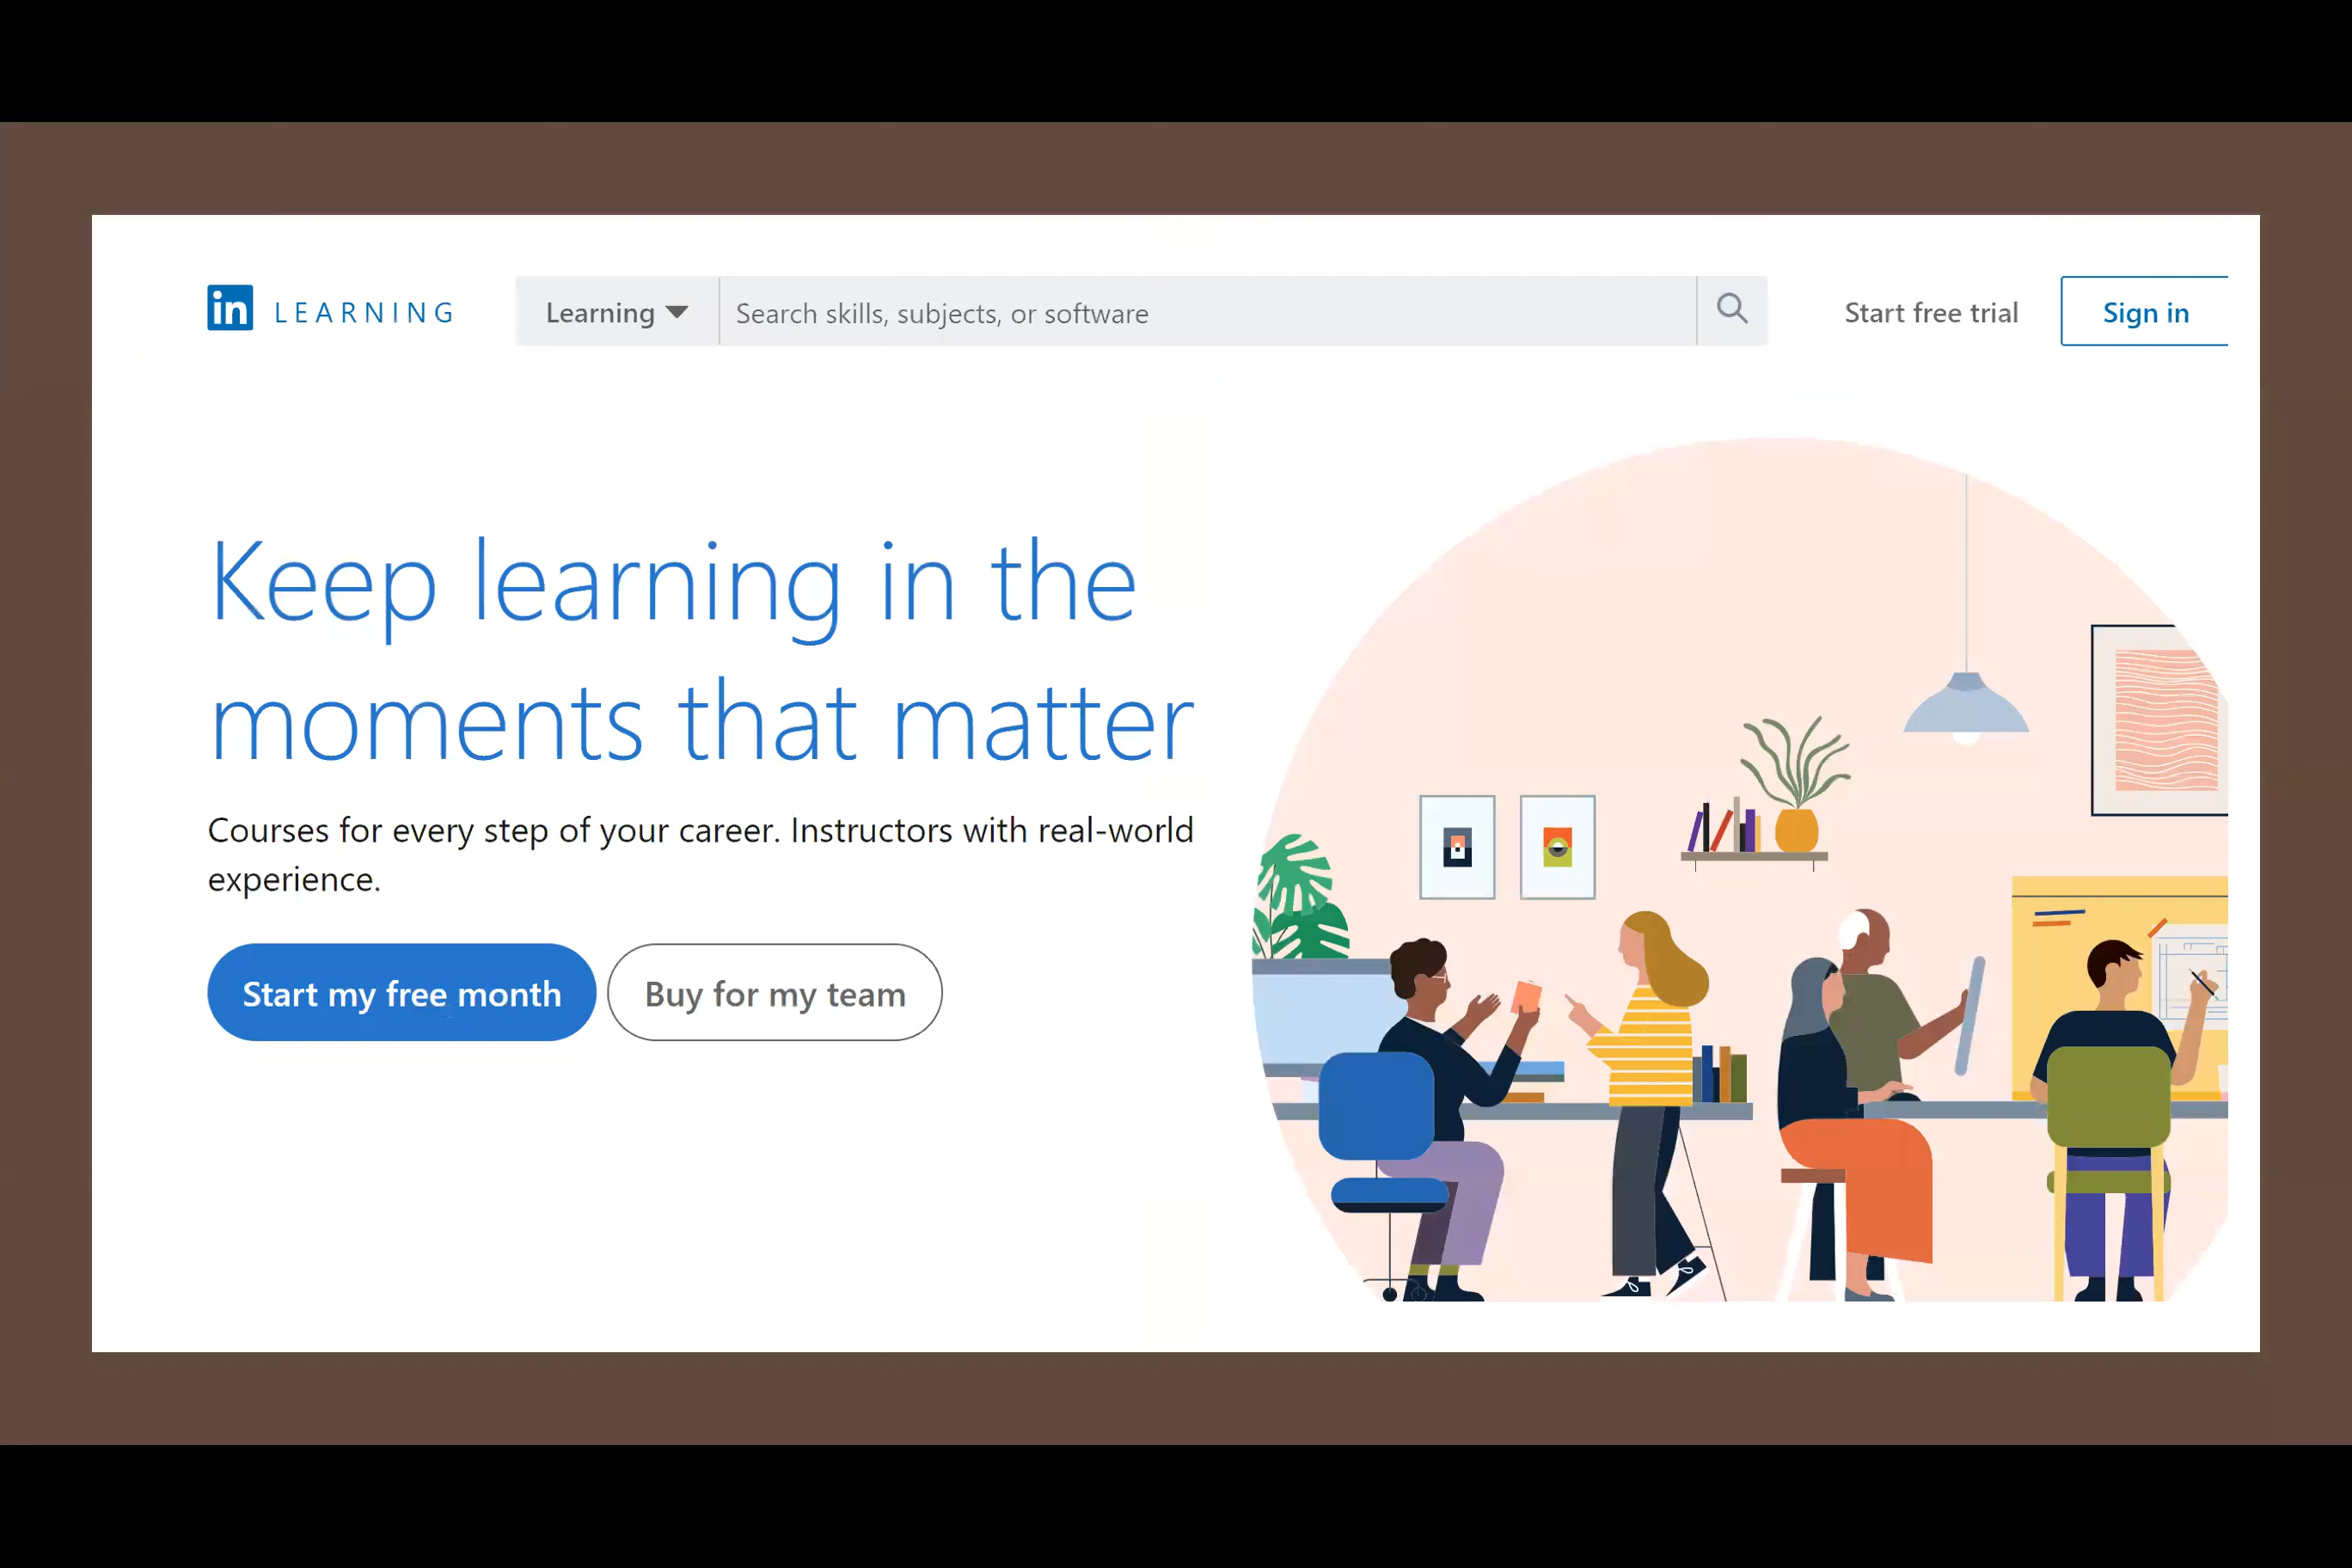 in LEARNING
Learning
Search skills, subjects, or software
Start free trial
Sign in
Keep learning in the
moments that matter
Courses for every step of your career. Instructors with real-world
experience.
Start my free month
Buy for my team